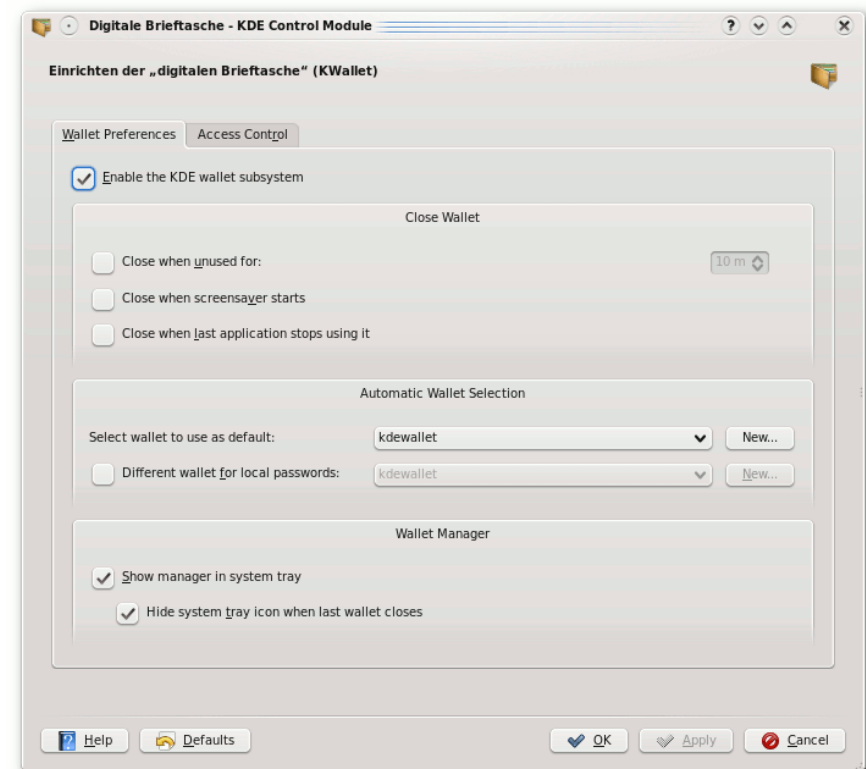 Digitale Brieftasche - KDE Control Module
Einrichten der „digitalen Brieftasche“ (KWallet)
Wallet Preferences Access Control
Enable the KDE wallet subsystem
Close Wallet
Close when unused for: 10 m
Close when screensaver starts
Close when last application stops using it
Automatic Wallet Selection
Select wallet to use as default: kdewallet New...
Different wallet for local passwords: kdewallet New...
Wallet Manager
Show manager in system tray
Hide system tray icon when last wallet closes
Help Defaults OK Apply Cancel